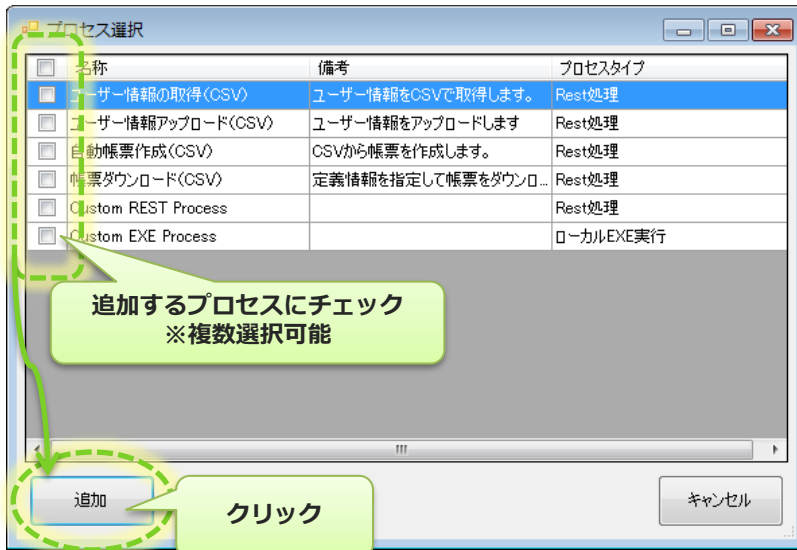 プロセス選択
名称 備考 プロセスタイプ
ユーザー情報の取得(CSV) ユーザー情報をCSVで取得します。 Rest処理
ユーザー情報アップロード(CSV) ユーザー情報をアップロードします Rest処理
自動帳票作成(CSV) CSVから帳票を作成します。 Rest処理
帳票ダウンロード(CSV) 定義情報を指定して帳票をダウンロ... Rest処理
Custom REST Process Rest処理
Custom EXE Process ローカルEXE実行
追加するプロセスにチェック
※複数選択可能
追加
クリック
キャンセル